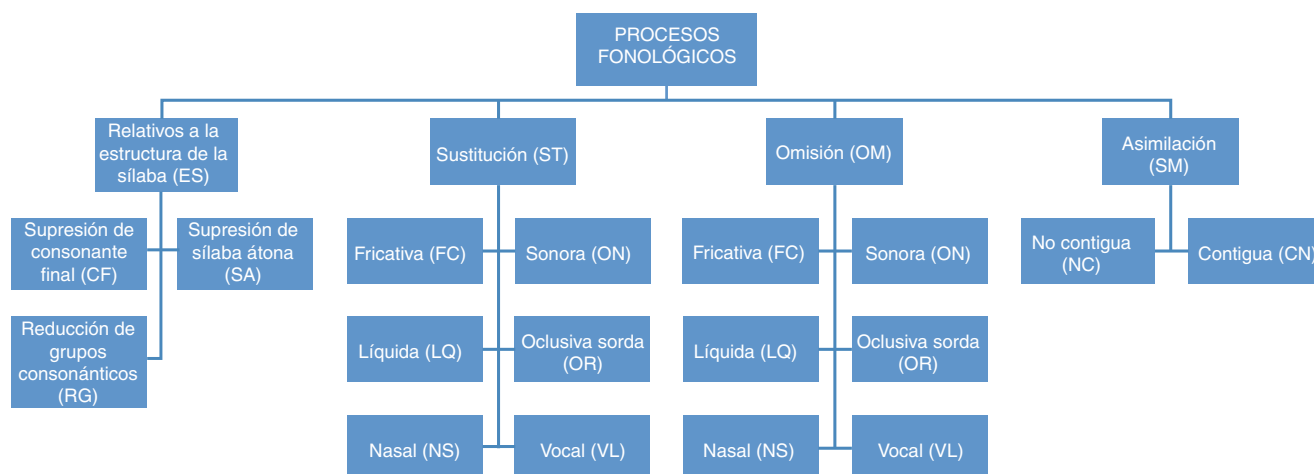 PROCESOS
FONOLÓGICOS
Relativos a la
estructura de la
sílaba (ES)
Sustitución (ST)
Omisión (OM)
Asimilación
(SM)
Supresión de
consonante
final (CF)
Supresión de
sílaba átona
(SA)
Fricativa (FC)
Sonora (ON)
Fricativa (FC)
Sonora (ON)
No contigua
(NC)
Contigua (CN)
Reducción de
grupos
consonánticos
(RG)
Líquida (LQ)
Oclusiva sorda
(OR)
Líquida (LQ)
Oclusiva sorda
(OR)
Nasal (NS)
Vocal (VL)
Nasal (NS)
Vocal (VL)